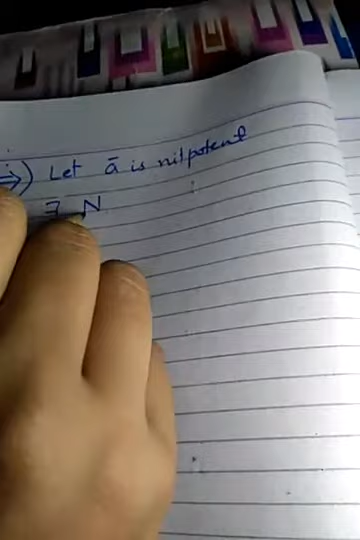 ⇒) Let ā is nilpotent
∃ N